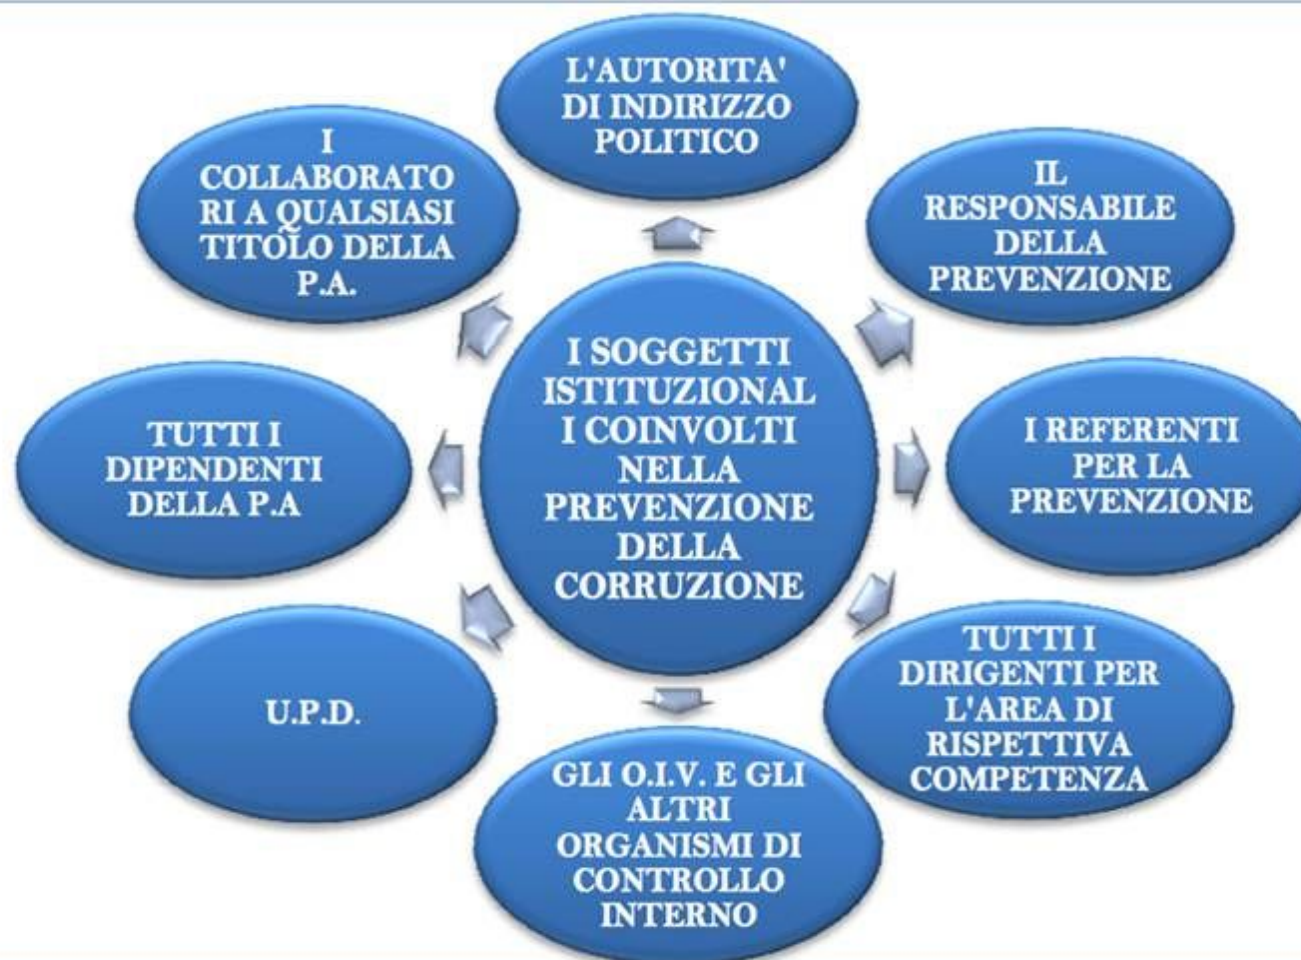 L'AUTORITA'
DI INDIRIZZO
POLITICO
IL
RESPONSABILE
DELLA
PREVENZIONE
I REFERENTI
PER LA
PREVENZIONE
TUTTI I
DIRIGENTI PER
L'AREA DI
RISPETTIVA
COMPETENZA
GLI O.I.V. E GLI
ALTRI
ORGANISMI DI
CONTROLLO
INTERNO
U.P.D.
TUTTI I
DIPENDENTI
DELLA P.A
I
COLLABORATO
RI A QUALSIASI
TITOLO DELLA
P.A.
I SOGGETTI
ISTITUZIONAL
I COINVOLTI
NELLA
PREVENZIONE
DELLA
CORRUZIONE